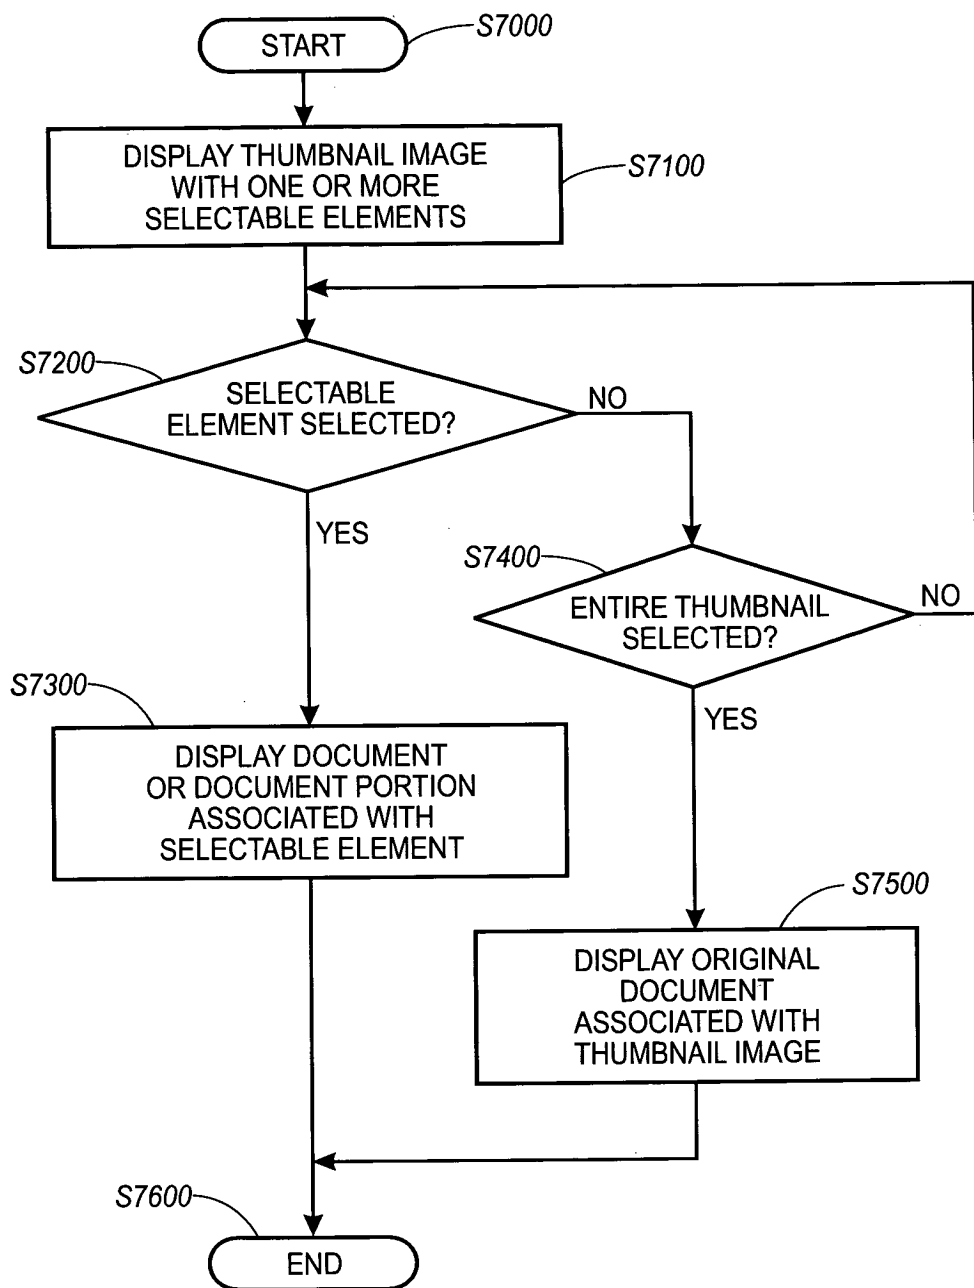 START
S7000
DISPLAY THUMBNAIL IMAGE
WITH ONE OR MORE
SELECTABLE ELEMENTS
S7100
S7200
SELECTABLE
ELEMENT SELECTED?
NO
YES
S7400
ENTIRE THUMBNAIL
SELECTED?
NO
YES
S7300
DISPLAY DOCUMENT
OR DOCUMENT PORTION
ASSOCIATED WITH
SELECTABLE ELEMENT
S7500
DISPLAY ORIGINAL
DOCUMENT
ASSOCIATED WITH
THUMBNAIL IMAGE
S7600
END